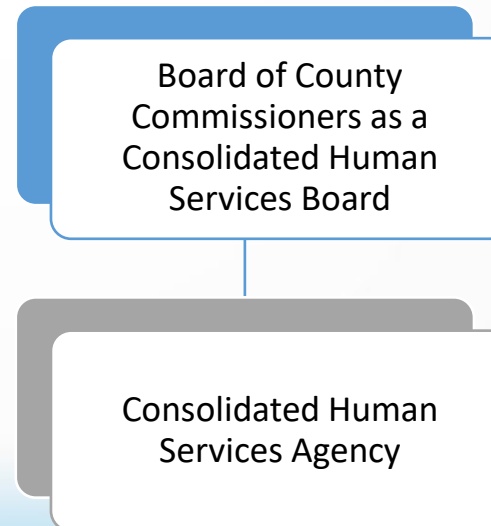 Board of County
Commissioners as a
Consolidated Human
Services Board
Consolidated Human
Services Agency